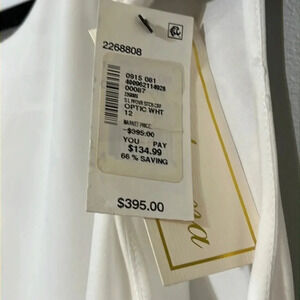 2268808
0915 081
400962114928
00087
OPTIC WHT
12
MARKET PRICE
$395.00
YOU PAY
$134.99
66 % SAVING
$395.00